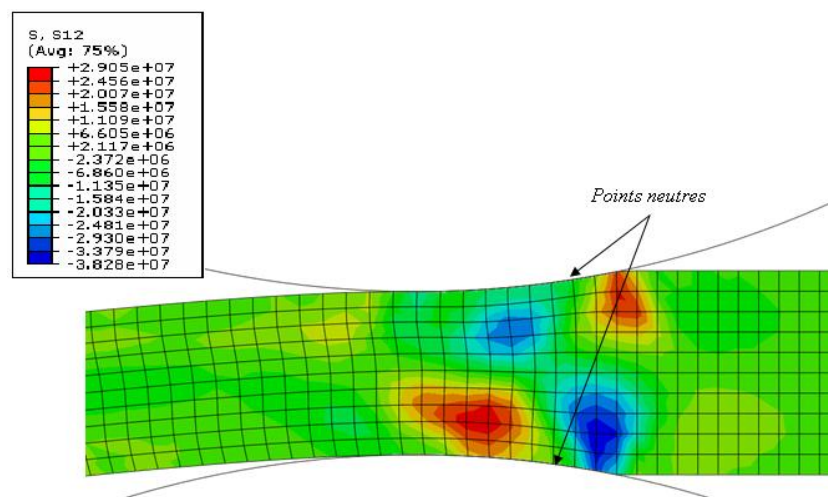 S, S12
(Avg: 75%)
+2.905e+07
+2.456e+07
+2.007e+07
+1.558e+07
+1.109e+07
+6.605e+06
+2.117e+06
-2.372e+06
-6.860e+06
-1.135e+07
-1.584e+07
-2.033e+07
-2.481e+07
-2.930e+07
-3.379e+07
-3.828e+07
Points neutres